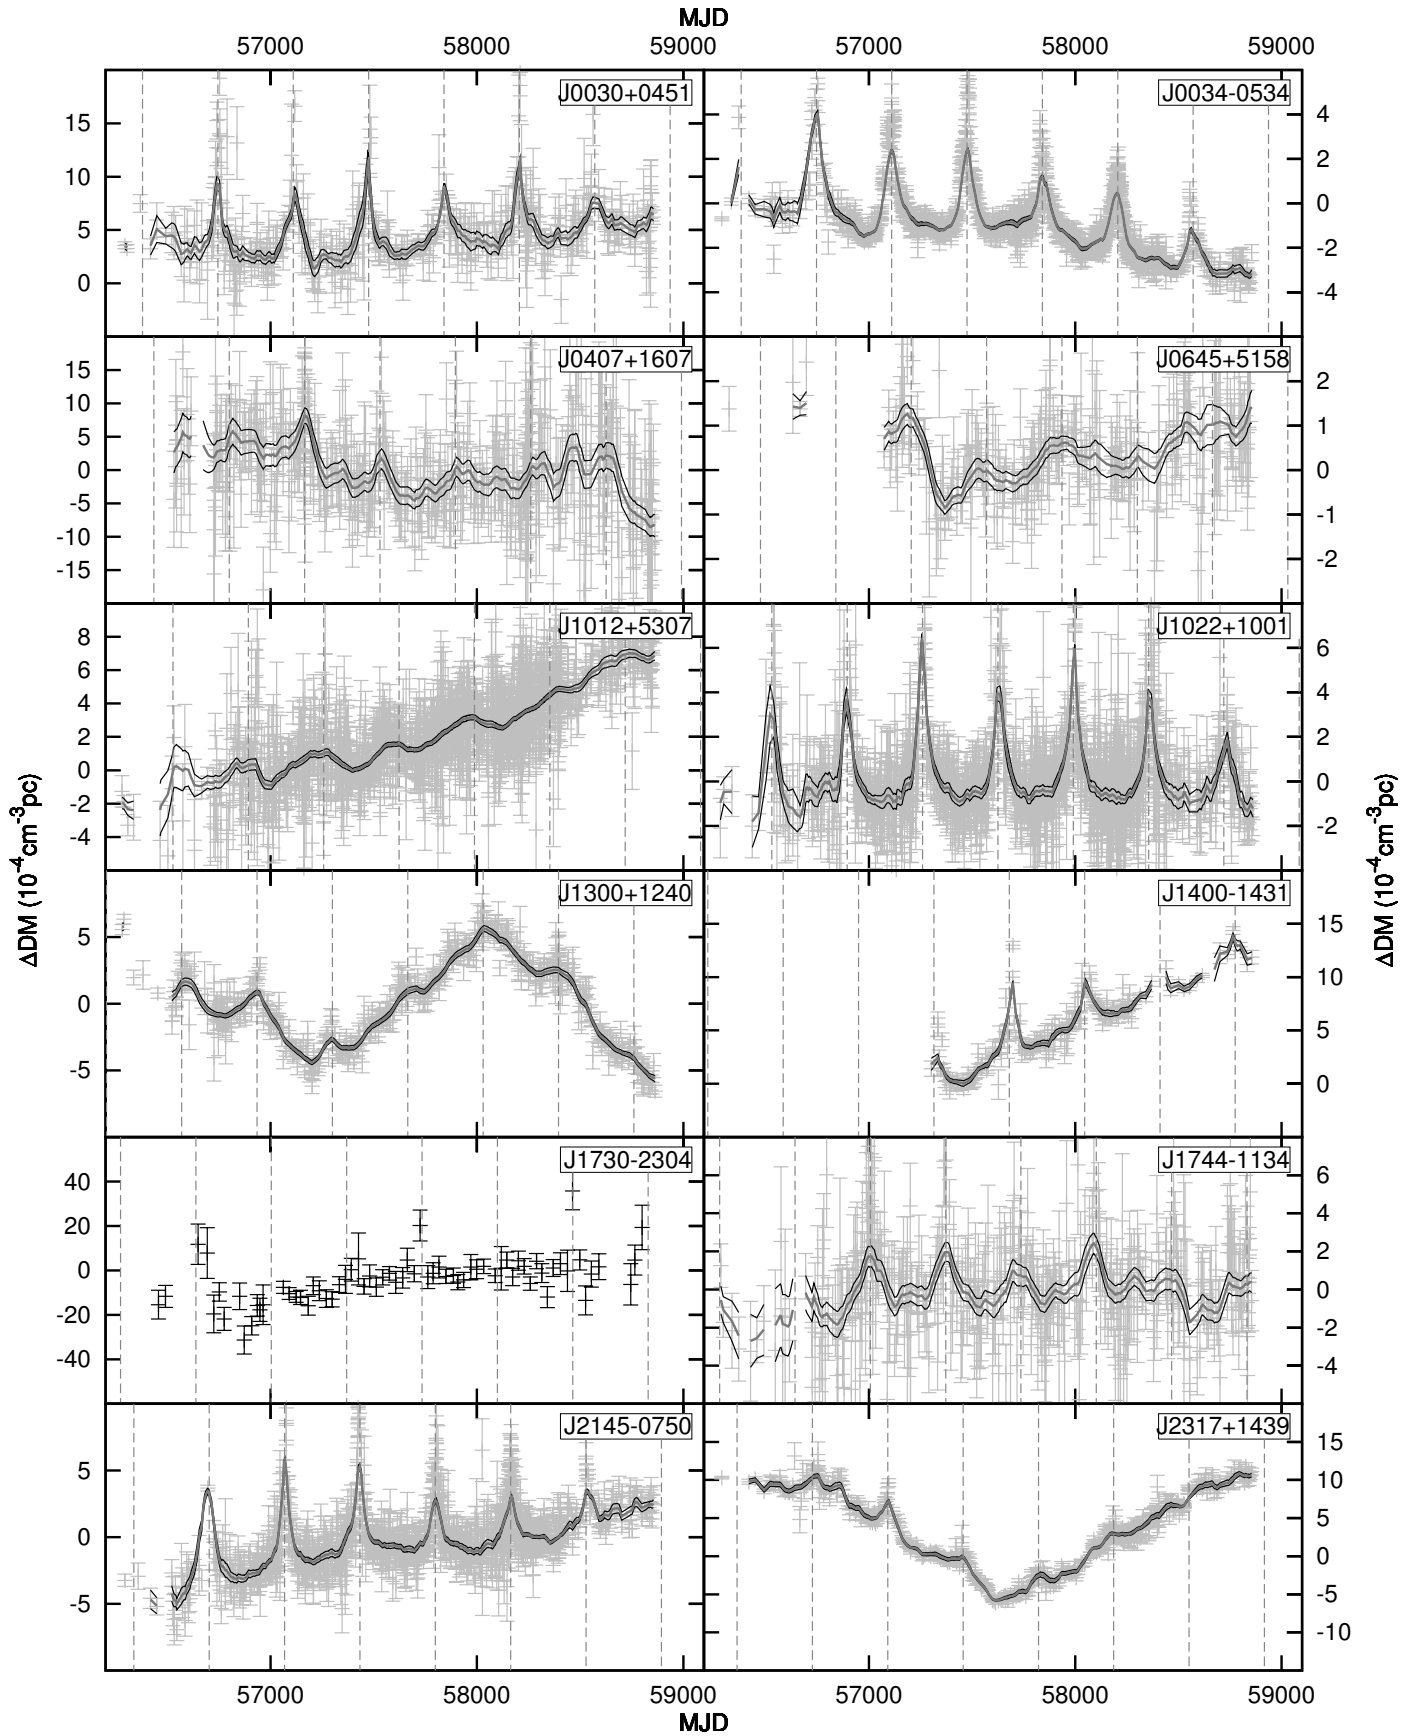 MJD
57000 58000 59000 57000 58000 59000
J0030+0451 J0034-0534
15 10 5 0
4 2 0 -2 -4
J0407+1607 J0645+5158
15 10 5 0 -5 -10 -15
2 1 0 -1 -2
J1012+5307 J1022+1001
8 6 4 2 0 -2 -4
6 4 2 0 -2
ΔDM (10⁻⁴cm⁻³pc)
ΔDM (10⁻⁴cm⁻³pc)
J1300+1240 J1400-1431
5 0 -5
15 10 5 0
J1730-2304 J1744-1134
40 20 0 -20 -40
6 4 2 0 -2 -4
J2145-0750 J2317+1439
5 0 -5
15 10 5 0 -5 -10
57000 58000 59000 57000 58000 59000
MJD